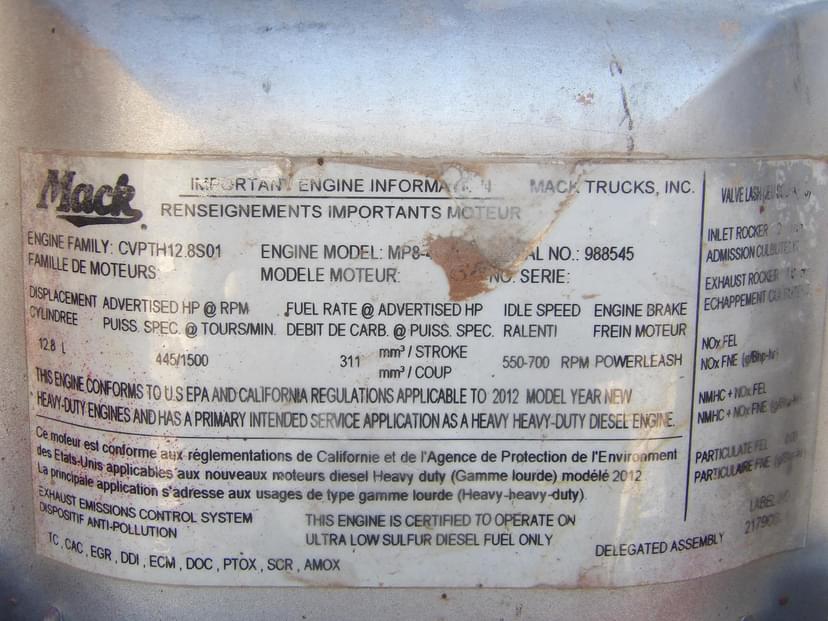 Mack
IMPORTANT ENGINE INFORMATION MACK TRUCKS, INC.
RENSEIGNEMENTS IMPORTANTS MOTEUR
ENGINE FAMILY: CVPTH12.8S01 ENGINE MODEL: MP8- AL NO.: 988545
FAMILLE DE MOTEURS: MODELE MOTEUR: NO. SERIE:
DISPLACEMENT ADVERTISED HP @ RPM FUEL RATE @ ADVERTISED HP IDLE SPEED ENGINE BRAKE
CYLINDREE PUISS. SPEC. @ TOURS/MIN. DEBIT DE CARB. @ PUISS. SPEC. RALENTI FREIN MOTEUR
12.8 L 445/1500 311 mm³ / STROKE 550-700 RPM POWERLEASH
mm³ / COUP
THIS ENGINE CONFORMS TO U.S EPA AND CALIFORNIA REGULATIONS APPLICABLE TO 2012 MODEL YEAR NEW
HEAVY-DUTY ENGINES AND HAS A PRIMARY INTENDED SERVICE APPLICATION AS A HEAVY HEAVY-DUTY DIESEL ENGINE.
Ce moteur est conforme aux réglementations de Californie et de l'Agence de Protection de l'Environment
des Etats-Unis applicables aux nouveaux moteurs diesel Heavy duty (Gamme lourde) modélé 2012
La principale application s'adresse aux usages de type gamme lourde (Heavy-heavy-duty).
EXHAUST EMISSIONS CONTROL SYSTEM
DISPOSITIF ANTI-POLLUTION
TC , CAC, EGR , DDI , ECM , DOC , PTOX , SCR , AMOX
THIS ENGINE IS CERTIFIED TO OPERATE ON
ULTRA LOW SULFUR DIESEL FUEL ONLY
DELEGATED ASSEMBLY
VALVE LASH
INLET ROCKER
ADMISSION
EXHAUST ROCKER
ECHAPPEMENT
NOx FEL
NOx FNE (g/Bhp-hr)
NMHC + NOx FEL
NMHC + NOx FNE
PARTICULATE FEL
PARTICULAIRE FNE
LABEL